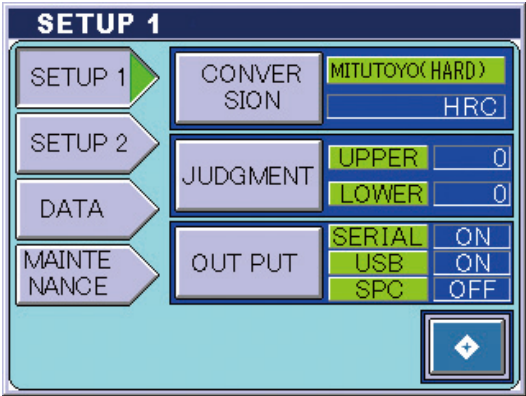 SETUP 1
SETUP 1
CONVER
SION
MITUTOYO(HARD)
HRC
SETUP 2
JUDGMENT
UPPER 0
LOWER 0
DATA
MAINTE
NANCE
OUT PUT
SERIAL ON
USB ON
SPC OFF